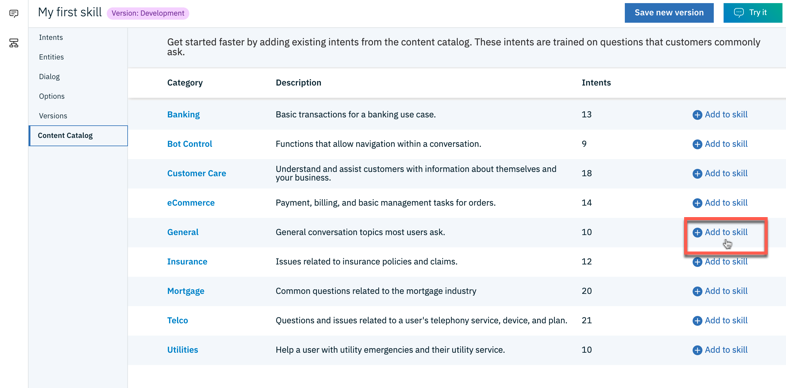 My first skill
Version: Development
Save new version
Try it
Intents
Entities
Dialog
Options
Versions
Content Catalog
Get started faster by adding existing intents from the content catalog. These intents are trained on questions that customers commonly
ask.
Category Description Intents
Banking Basic transactions for a banking use case. 13 Add to skill
Bot Control Functions that allow navigation within a conversation. 9 Add to skill
Customer Care Understand and assist customers with information about themselves and
your business. 18 Add to skill
eCommerce Payment, billing, and basic management tasks for orders. 14 Add to skill
General General conversation topics most users ask. 10 Add to skill
Insurance Issues related to insurance policies and claims. 12 Add to skill
Mortgage Common questions related to the mortgage industry 20 Add to skill
Telco Questions and issues related to a user's telephony service, device, and plan. 21 Add to skill
Utilities Help a user with utility emergencies and their utility service. 10 Add to skill